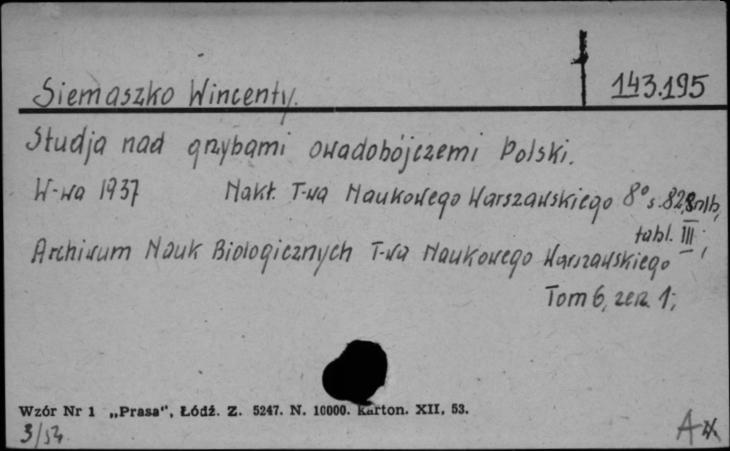 Siemaszko Wincenty. 143.195
Studja nad grzybami owadobójczemi Polski.
W-wa 1937 Nakł. T-wa Naukowego Warszawskiego 8° s. 82, nlb,
tabl. III;
Archiwum Nauk Biologicznych T-wa Naukowego Warszawskiego
Tom 6, zesz. 1;
Wzór Nr 1 „Prasa", Łódź. Z. 5247. N. 10000. karton. XII. 53.
3/54